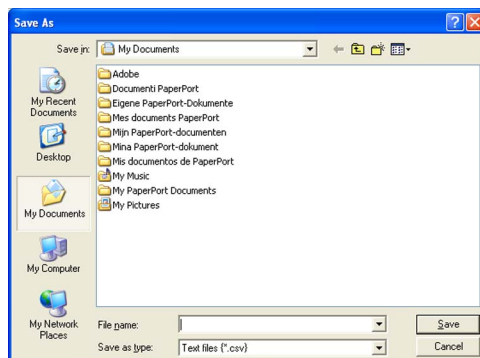 Save As
Save in:
My Documents
My Recent
Documents
Desktop
My Documents
My Computer
My Network
Places
Adobe
Documenti PaperPort
Eigene PaperPort-Dokumente
Mes documents PaperPort
Mijn PaperPort-documenten
Mina PaperPort-dokument
Mis documentos de PaperPort
My Music
My PaperPort Documents
My Pictures
File name:
Save
Save as type:
Text files {*.csv}
Cancel